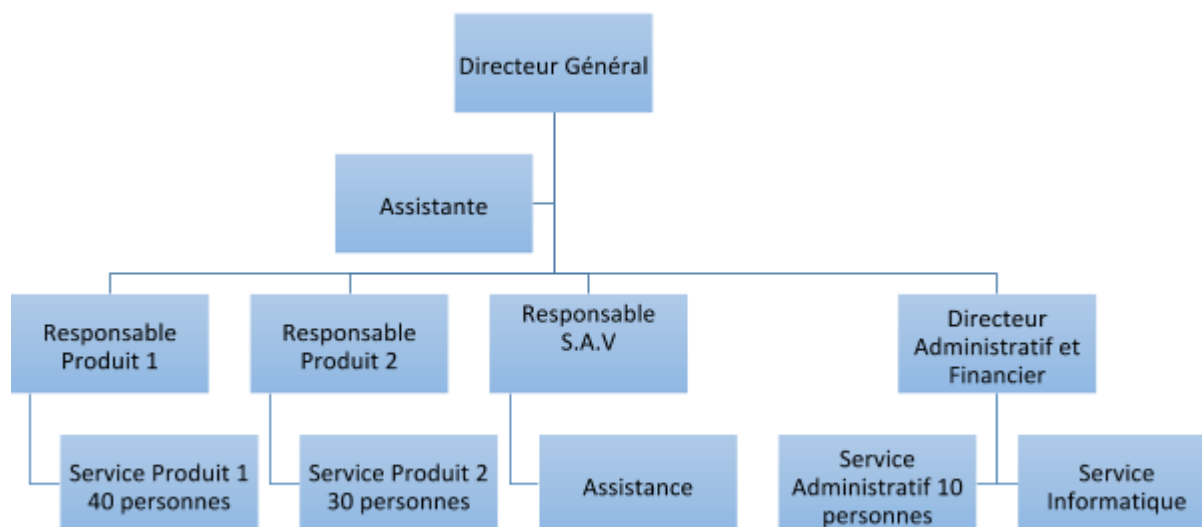 Directeur Général
Assistante
Responsable
Produit 1
Responsable
Produit 2
Responsable
S.A.V
Directeur
Administratif et
Financier
Service Produit 1
40 personnes
Service Produit 2
30 personnes
Assistance
Service
Administratif 10
personnes
Service
Informatique